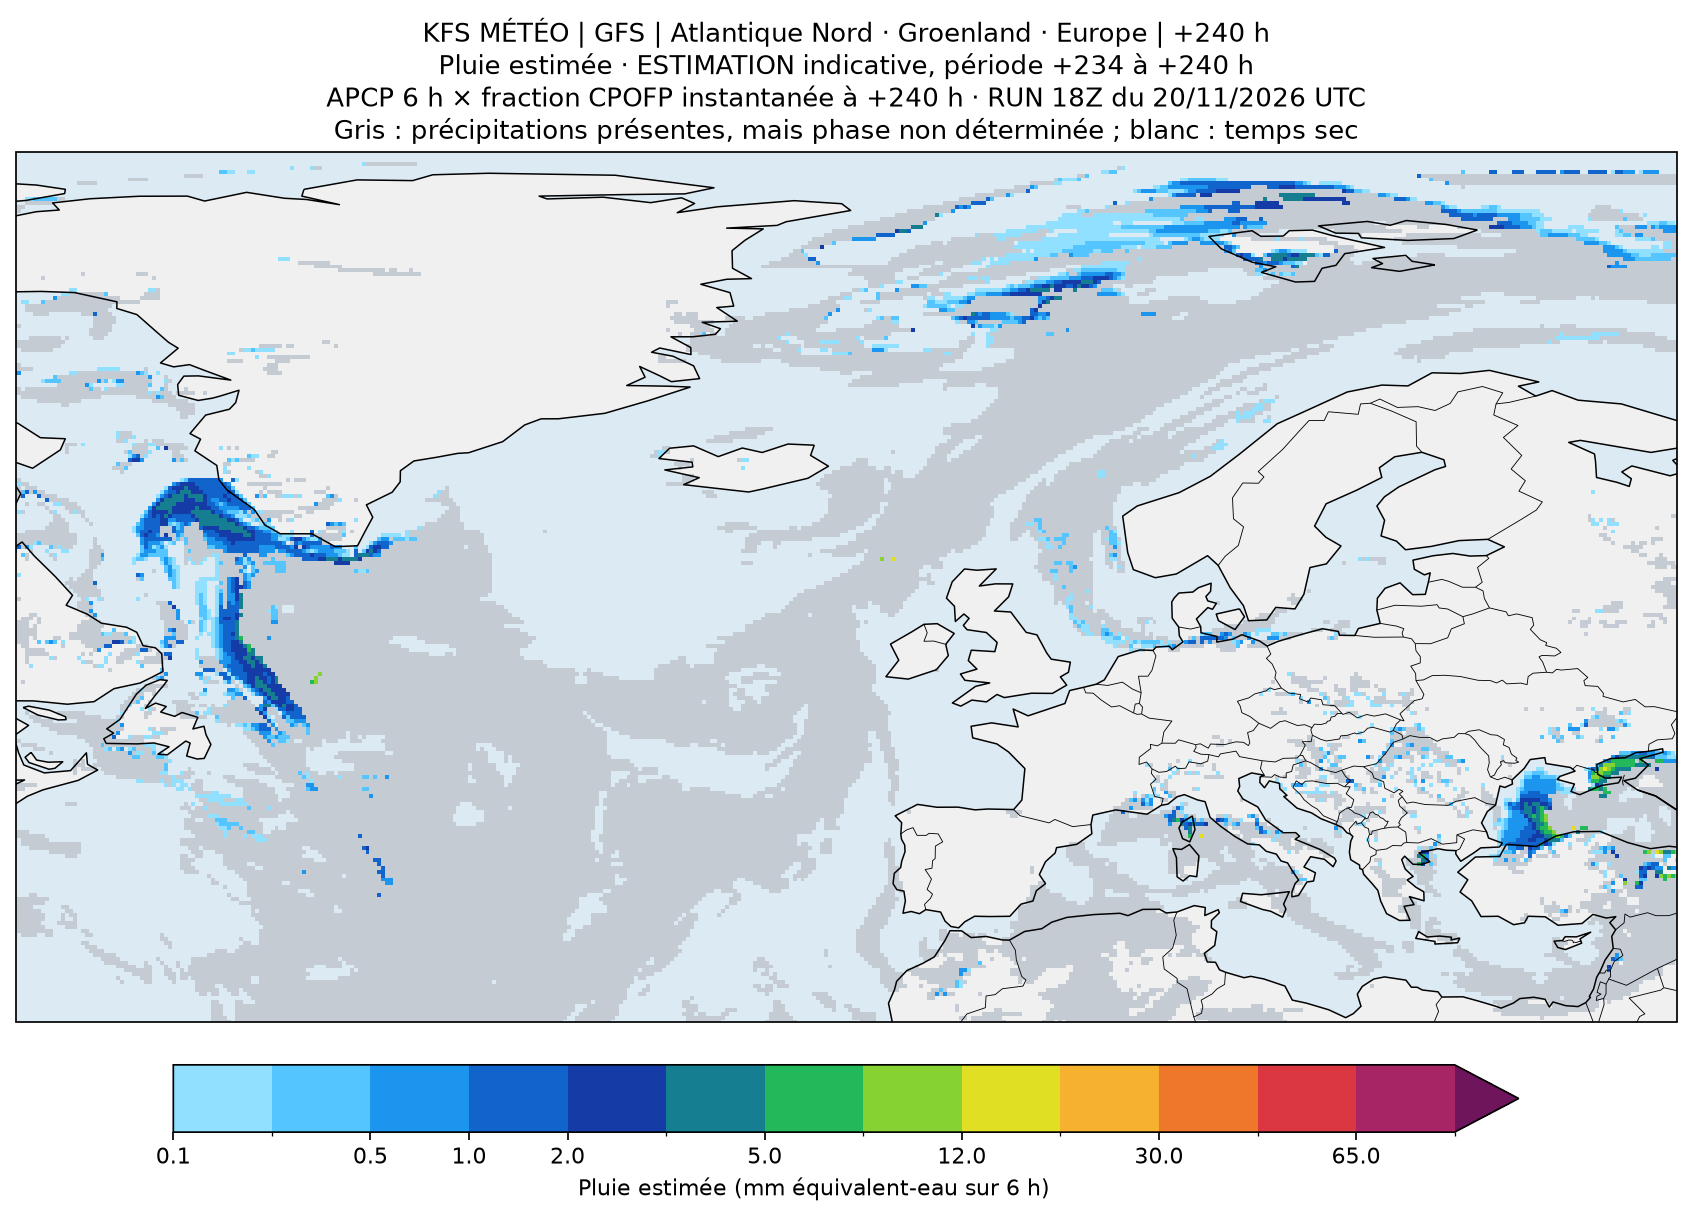 KFS MÉTÉO | GFS | Atlantique Nord · Groenland · Europe | +240 h
Pluie estimée · ESTIMATION indicative, période +234 à +240 h
APCP 6 h × fraction CPOFP instantanée à +240 h · RUN 18Z du 20/11/2026 UTC
Gris : précipitations présentes, mais phase non déterminée ; blanc : temps sec
0.1 0.5 1.0 2.0 5.0 12.0 30.0 65.0
Pluie estimée (mm équivalent-eau sur 6 h)